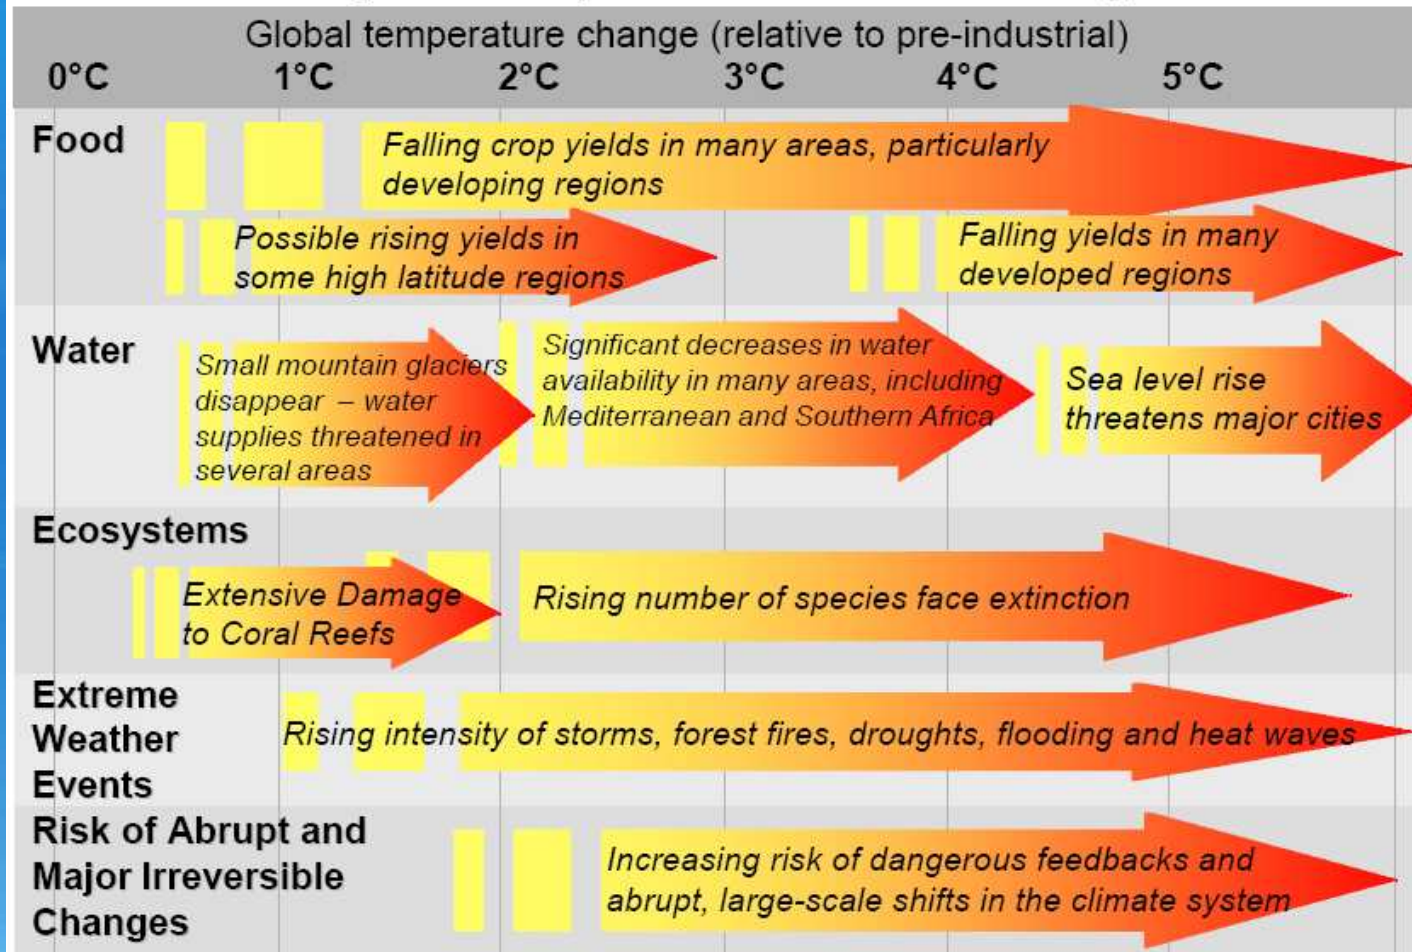 Global temperature change (relative to pre-industrial)
0°C 1°C 2°C 3°C 4°C 5°C
Food
Falling crop yields in many areas, particularly
developing regions
Possible rising yields in
some high latitude regions
Falling yields in many
developed regions
Water
Small mountain glaciers
disappear – water
supplies threatened in
several areas
Significant decreases in water
availability in many areas, including
Mediterranean and Southern Africa
Sea level rise
threatens major cities
Ecosystems
Extensive Damage
to Coral Reefs
Rising number of species face extinction
Extreme
Weather
Events
Rising intensity of storms, forest fires, droughts, flooding and heat waves
Risk of Abrupt and
Major Irreversible
Changes
Increasing risk of dangerous feedbacks and
abrupt, large-scale shifts in the climate system